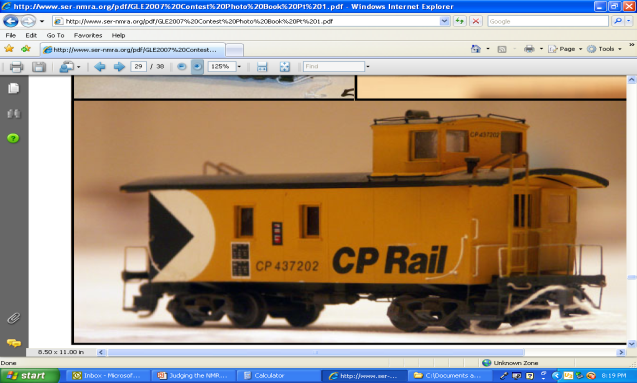 http://www.ser-nmra.org/pdf/GLE2007%20Contest%20Photo%20Book%20Pt%201.pdf - Windows Internet Explorer
http://www.ser-nmra.org/pdf/GLE2007%20Contest%20Photo%20Book%20Pt%201.pdf
Google
File Edit Go To Favorites Help
http://www.ser-nmra.org/pdf/GLE2007%20Contest...
Page Tools
29 / 38 125% Find
CP 437202
CP 437202 CP Rail
8.50 x 11.00 in
Done Unknown Zone
start Inbox - Microsof... Judging the NMR... Calculator http://www.ser-... C:\Documents a... 8:19 PM